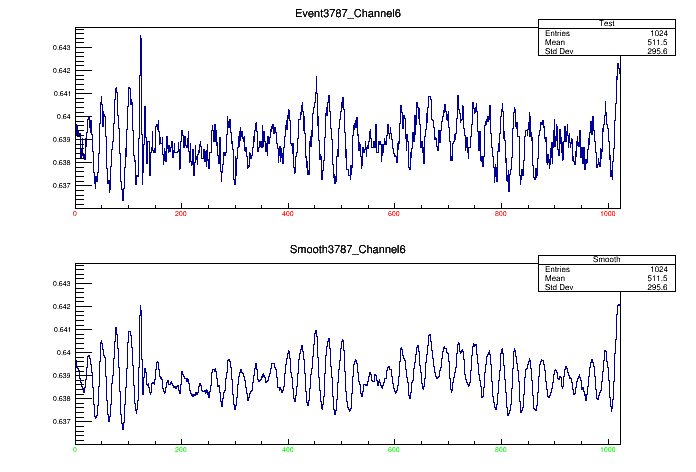 Event3787_Channel6
Test
Entries 1024
Mean 511.5
Std Dev 295.6
0.643
0.642
0.641
0.64
0.639
0.638
0.637
0 200 400 600 800 1000
Smooth3787_Channel6
Smooth
Entries 1024
Mean 511.5
Std Dev 295.6
0.643
0.642
0.641
0.64
0.639
0.638
0.637
0 200 400 600 800 1000